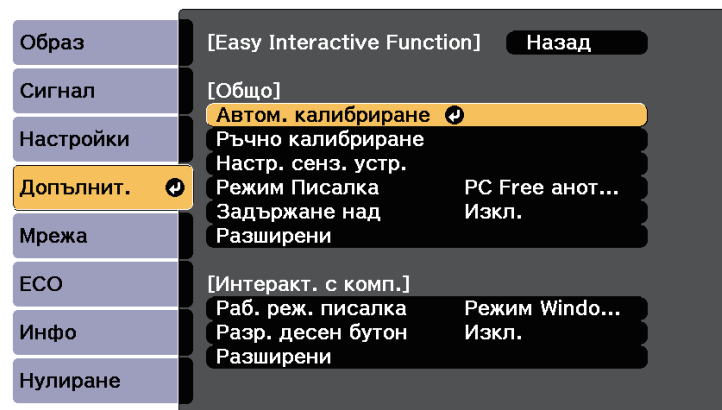 Образ
Сигнал
Настройки
Допълнит.
Мрежа
ECO
Инфо
Нулиране
[Easy Interactive Function] Назад
[Общо]
Автом. калибриране
Ръчно калибриране
Настр. сенз. устр.
Режим Писалка PC Free анот...
Задържане над Изкл.
Разширени
[Интеракт. с комп.]
Раб. реж. писалка Режим Windo...
Разр. десен бутон Изкл.
Разширени